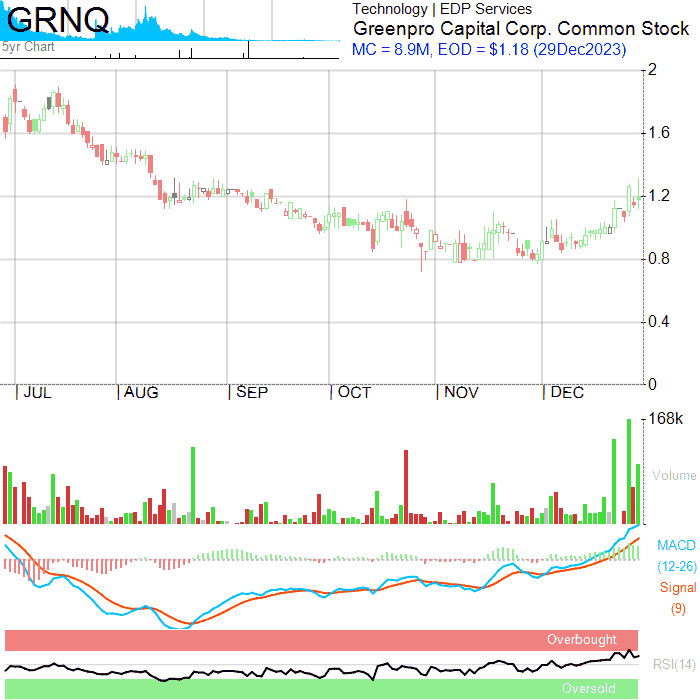 GRNQ
5yr Chart
Technology | EDP Services
Greenpro Capital Corp. Common Stock
MC = 8.9M, EOD = $1.18 (29Dec2023)
2
1.6
1.2
0.8
0.4
0
JUL AUG SEP OCT NOV DEC
168k
Volume
MACD
(12-26)
Signal
(9)
Overbought
RSI(14)
Oversold